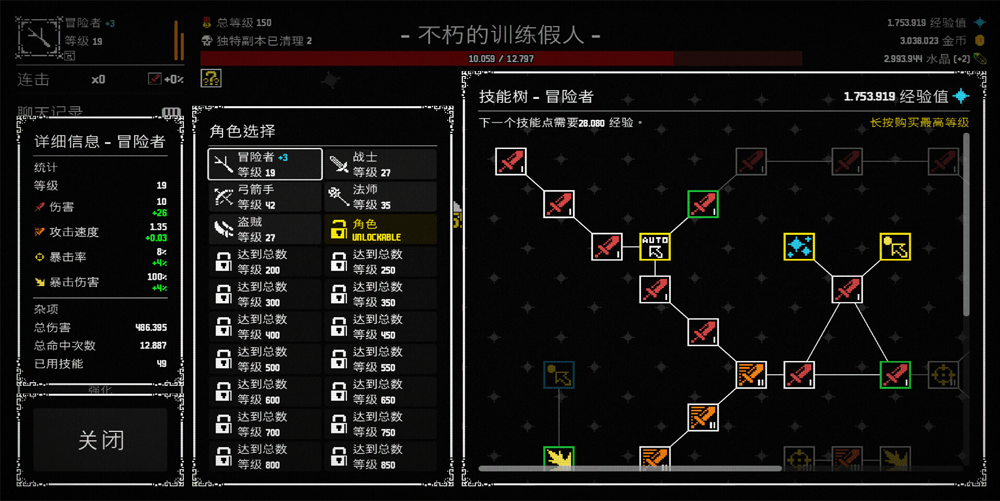 冒险者 +3
等级 19
总等级 150
独特副本已清理 2
- 不朽的训练假人 -
1.753.919 经验值
3.038.023 金币
2.993.944 水晶 (+2)
10.059 / 12.797
连击 x0 +0%
聊天记录
详细信息 - 冒险者
统计
等级 19
伤害 10
+26
攻击速度 1.35
+0.03
暴击率 8%
+4%
暴击伤害 100%
+4%
杂项
总伤害 486.395
总命中次数 12.887
已用技能 49
强化
关闭
角色选择
冒险者 +3
等级 19
战士
等级 27
弓箭手
等级 42
法师
等级 35
盗贼
等级 27
角色
UNLOCKABLE
达到总数
等级 200
达到总数
等级 250
达到总数
等级 300
达到总数
等级 350
达到总数
等级 400
达到总数
等级 450
达到总数
等级 500
达到总数
等级 550
达到总数
等级 600
达到总数
等级 650
达到总数
等级 700
达到总数
等级 750
达到总数
等级 800
达到总数
等级 850
技能树 - 冒险者
1.753.919 经验值
下一个技能点需要28.080 经验。
长按购买最高等级
I
I
I
I
I
I
AUTO
I
I
I
I
II
I
I
I
II
III
I
III
I